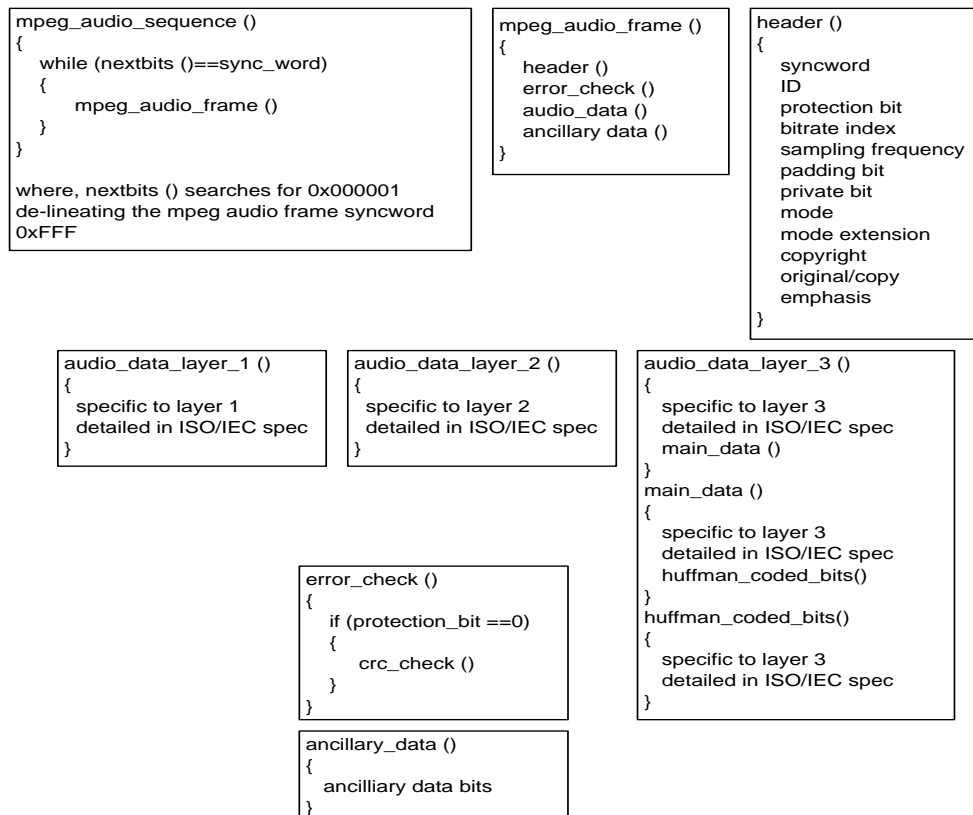 mpeg_audio_sequence ()
{
while (nextbits ()==sync_word)
{
mpeg_audio_frame ()
}
}
where, nextbits () searches for 0x000001
de-lineating the mpeg audio frame syncword
0xFFF
mpeg_audio_frame ()
{
header ()
error_check ()
audio_data ()
ancillary data ()
}
header ()
{
syncword
ID
protection bit
bitrate index
sampling frequency
padding bit
private bit
mode
mode extension
copyright
original/copy
emphasis
}
audio_data_layer_1 ()
{
specific to layer 1
detailed in ISO/IEC spec
}
audio_data_layer_2 ()
{
specific to layer 2
detailed in ISO/IEC spec
}
audio_data_layer_3 ()
{
specific to layer 3
detailed in ISO/IEC spec
main_data ()
}
main_data ()
{
specific to layer 3
detailed in ISO/IEC spec
huffman_coded_bits()
}
huffman_coded_bits()
{
specific to layer 3
detailed in ISO/IEC spec
}
error_check ()
{
if (protection_bit ==0)
{
crc_check ()
}
}
ancillary_data ()
{
ancilliary data bits
}